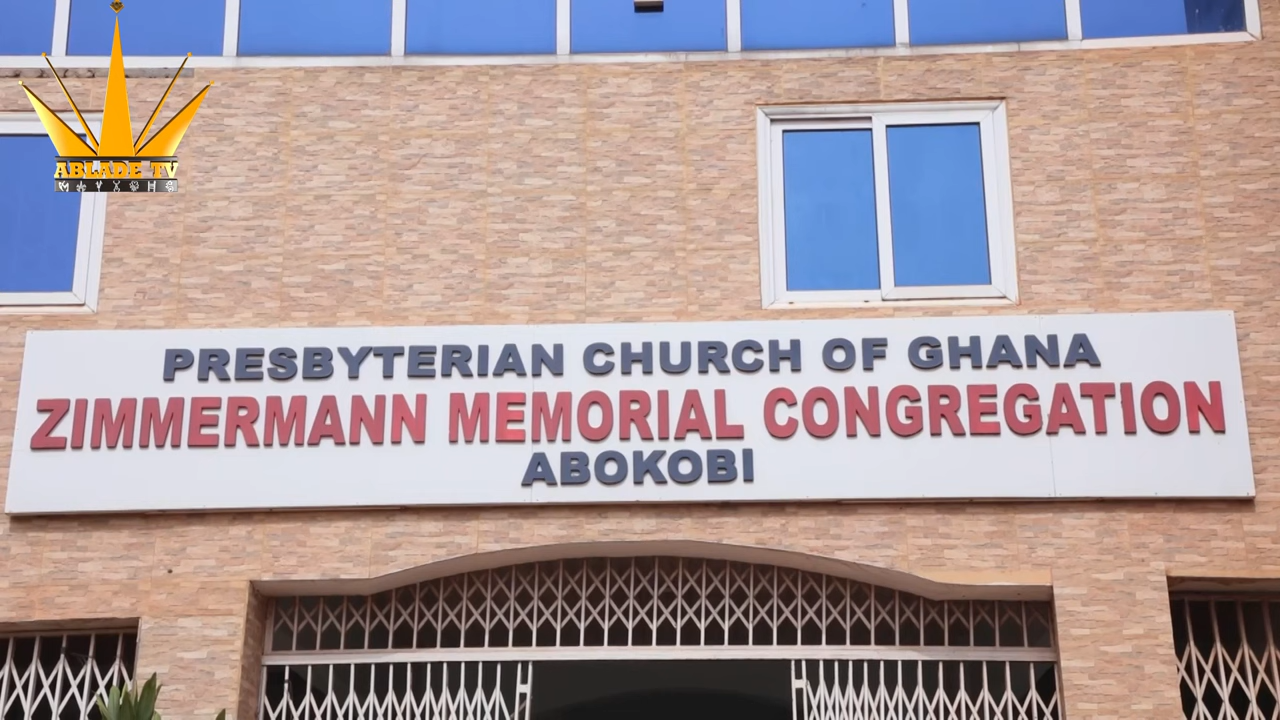 ABLADE TV
PRESBYTERIAN CHURCH OF GHANA
ZIMMERMANN MEMORIAL CONGREGATION
ABOKOBI